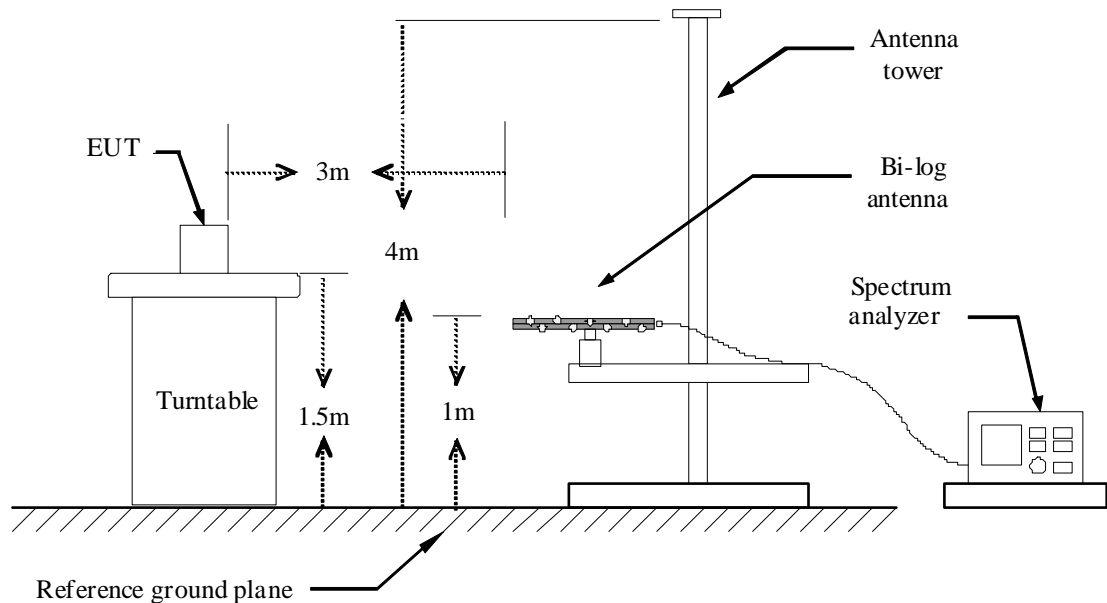 Antenna
tower
EUT
3m
Bi-log
antenna
4m
Spectrum
analyzer
Turntable
1.5m
1m
Reference ground plane